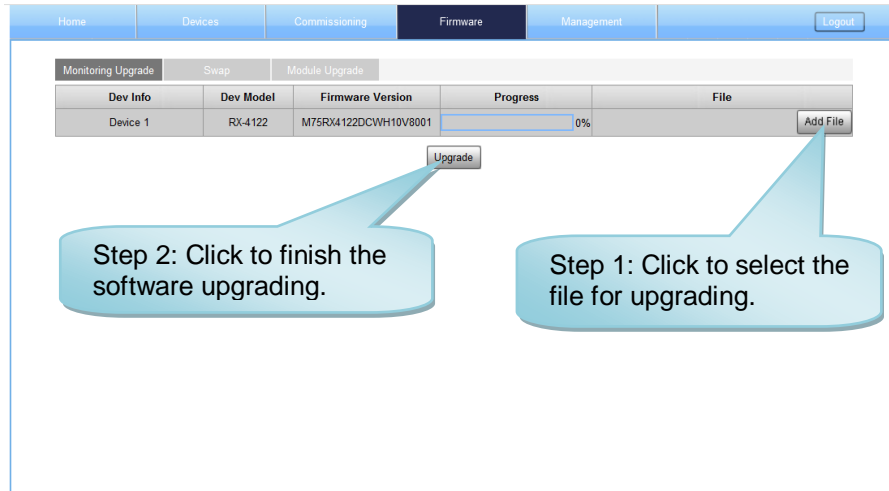 Home Devices Commissioning Firmware Management Logout
Monitoring Upgrade Swap Module Upgrade
Dev Info Dev Model Firmware Version Progress File
Device 1 RX-4122 M75RX4122DCWH10V8001 0% Add File
Upgrade
Step 2: Click to finish the
software upgrading.
Step 1: Click to select the
file for upgrading.